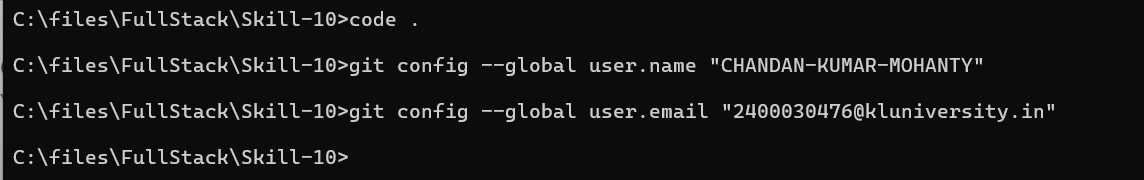 C:\files\FullStack\Skill-10>code .
C:\files\FullStack\Skill-10>git config --global user.name "CHANDAN-KUMAR-MOHANTY"
C:\files\FullStack\Skill-10>git config --global user.email "2400030476@kluniversity.in"
C:\files\FullStack\Skill-10>